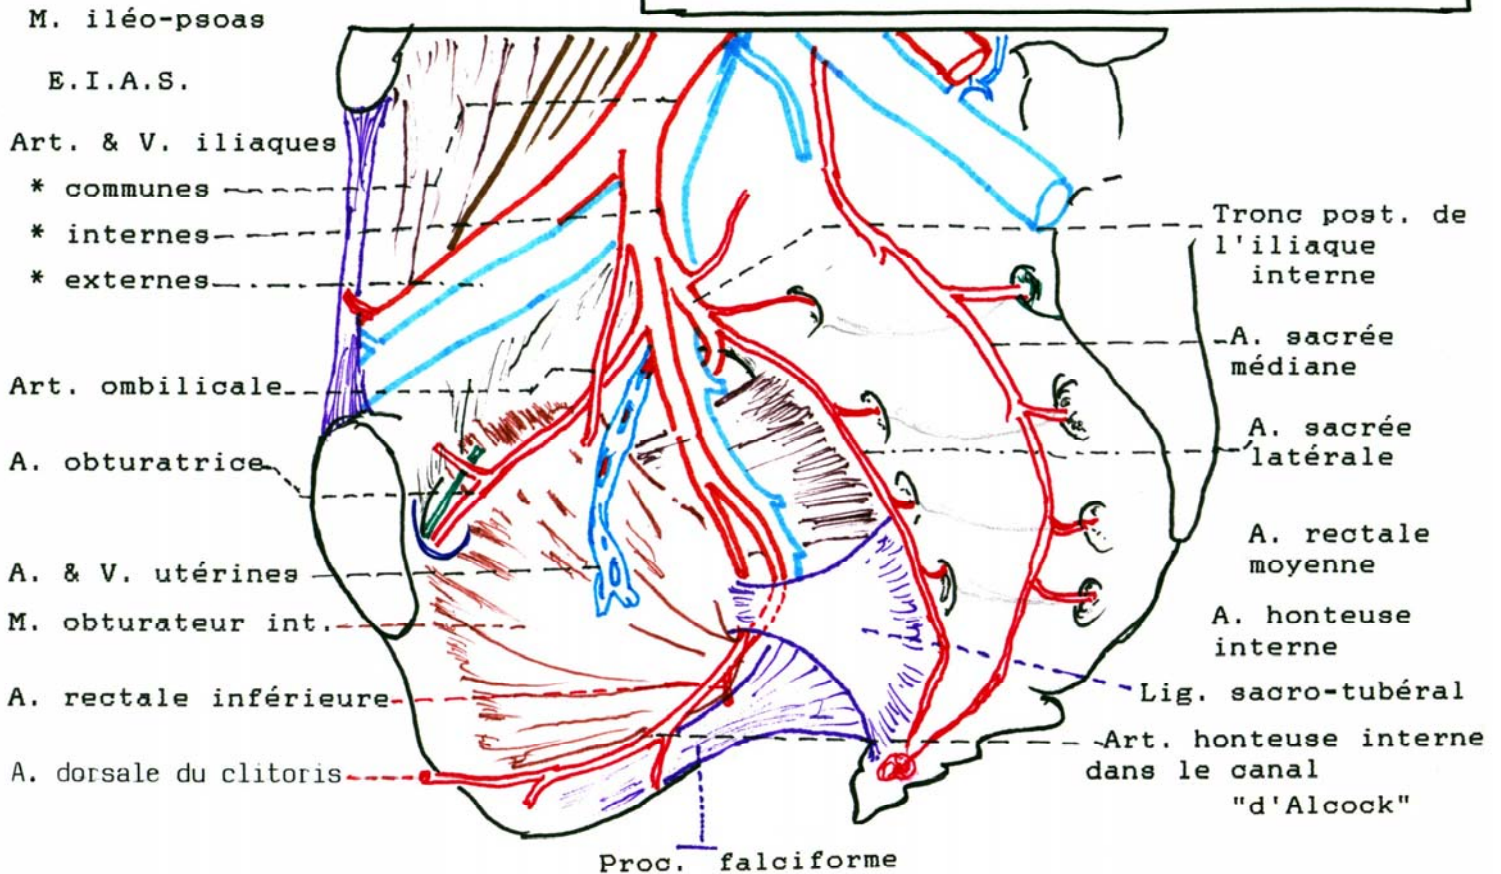 M. iléo-psoas
E.I.A.S.
Art. & V. iliaques
* communes
* internes
* externes
Art. ombilicale
A. obturatrice
A. & V. utérines
M. obturateur int.
A. rectale inférieure
A. dorsale du clitoris
Proc. falciforme
Tronc post. de
l'iliaque
interne
A. sacrée
médiane
A. sacrée
latérale
A. rectale
moyenne
A. honteuse
interne
Lig. sacro-tubéral
Art. honteuse interne
dans le canal
"d'Alcock"